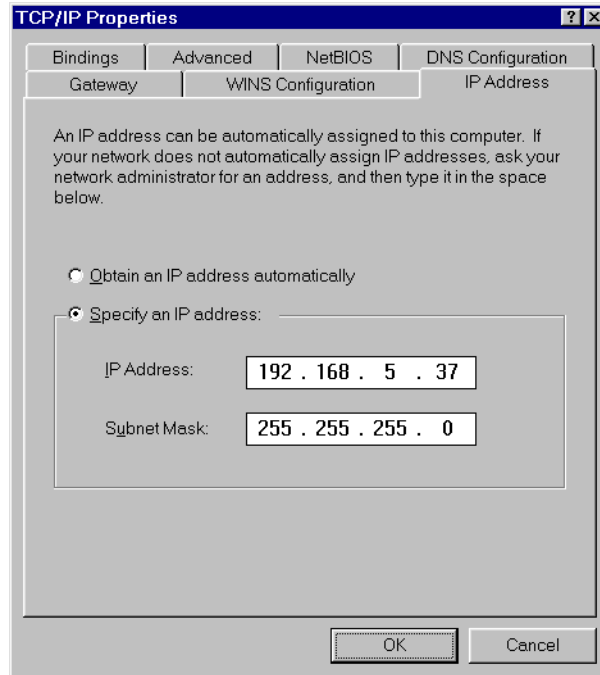 TCP/IP Properties
Bindings Advanced NetBIOS DNS Configuration
Gateway WINS Configuration IP Address
An IP address can be automatically assigned to this computer. If
your network does not automatically assign IP addresses, ask your
network administrator for an address, and then type it in the space
below.
Obtain an IP address automatically
Specify an IP address:
IP Address: 192 . 168 . 5 . 37
Subnet Mask: 255 . 255 . 255 . 0
OK Cancel